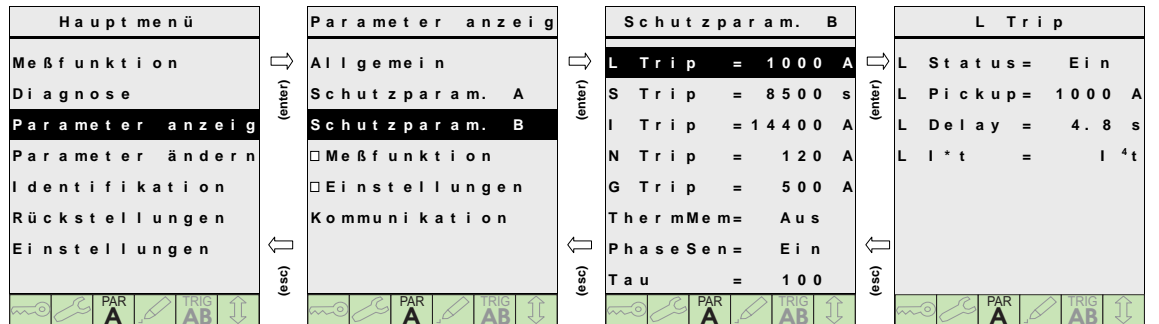 Hauptmenü
Meßfunktion
Diagnose
Parameter anzeig
Parameter ändern
Identifikation
Rückstellungen
Einstellungen
PAR A TRIG AB
(enter)
(esc)
Parameter anzeig
Allgemein
Schutzparam. A
Schutzparam. B
□Meßfunktion
□Einstellungen
Kommunikation
PAR A TRIG AB
(enter)
(esc)
Schutzparam. B
L Trip = 1000 A
S Trip = 8500 s
I Trip =14400 A
N Trip = 120 A
G Trip = 500 A
ThermMem= Aus
PhaseSen= Ein
Tau = 100
PAR A TRIG AB
(enter)
(esc)
L Trip
L Status= Ein
L Pickup= 1000 A
L Delay = 4.8 s
L I*t = I⁴t
PAR A TRIG AB